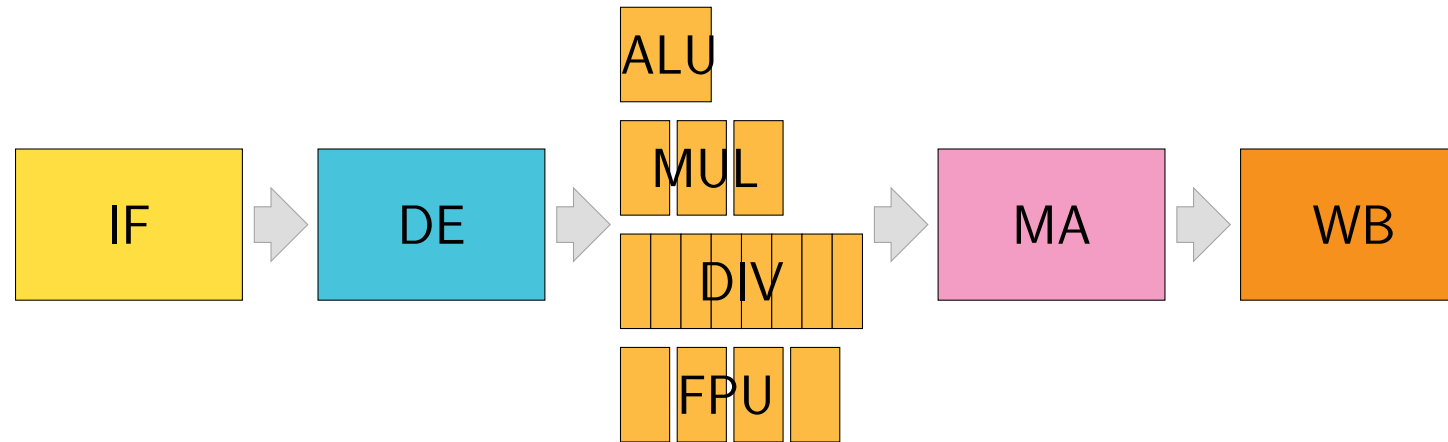 IF
DE
ALU
MUL
DIV
FPU
MA
WB